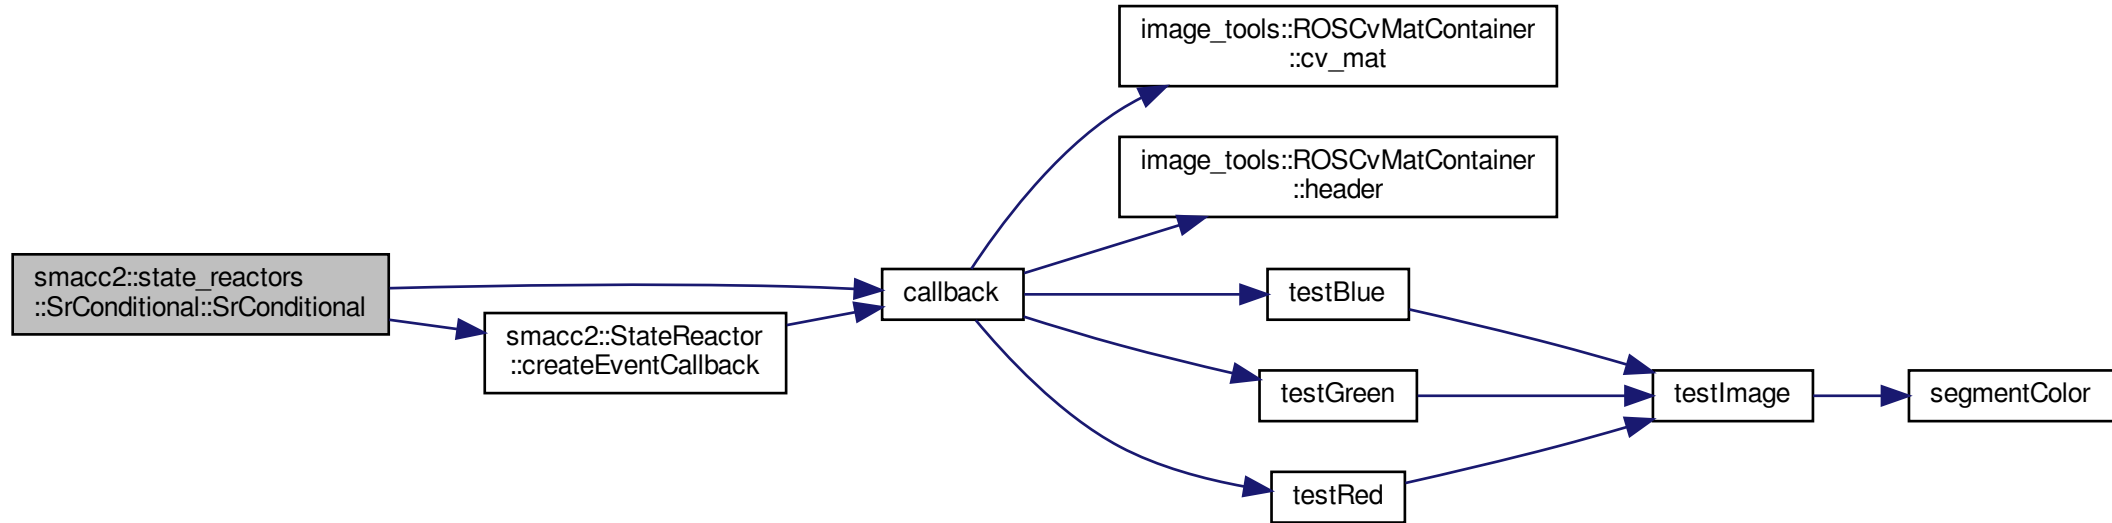 smacc2::state_reactors
::SrConditional::SrConditional
smacc2::StateReactor
::createEventCallback
callback
image_tools::ROSCvMatContainer
::cv_mat
image_tools::ROSCvMatContainer
::header
testBlue
testGreen
testRed
testImage
segmentColor